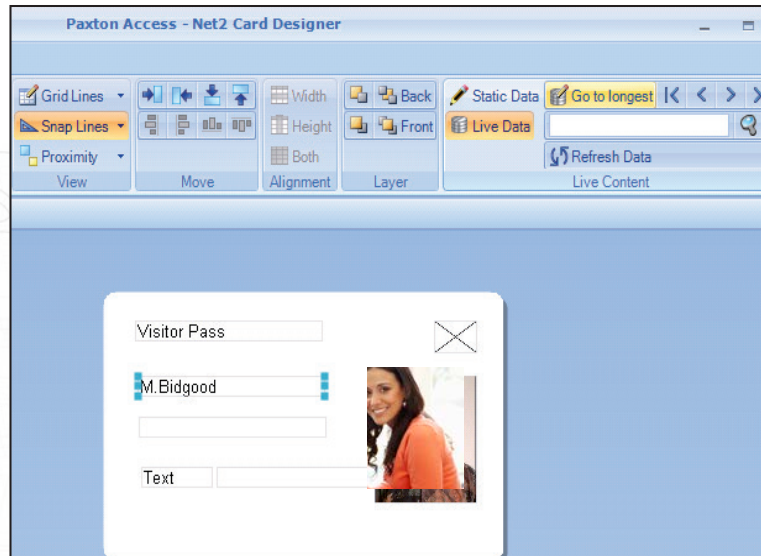 Paxton Access - Net2 Card Designer
Grid Lines Width Back Static Data Go to longest
Snap Lines Height Front Live Data
Proximity Both Refresh Data
View Move Alignment Layer Live Content
Visitor Pass
M.Bidgood
Text